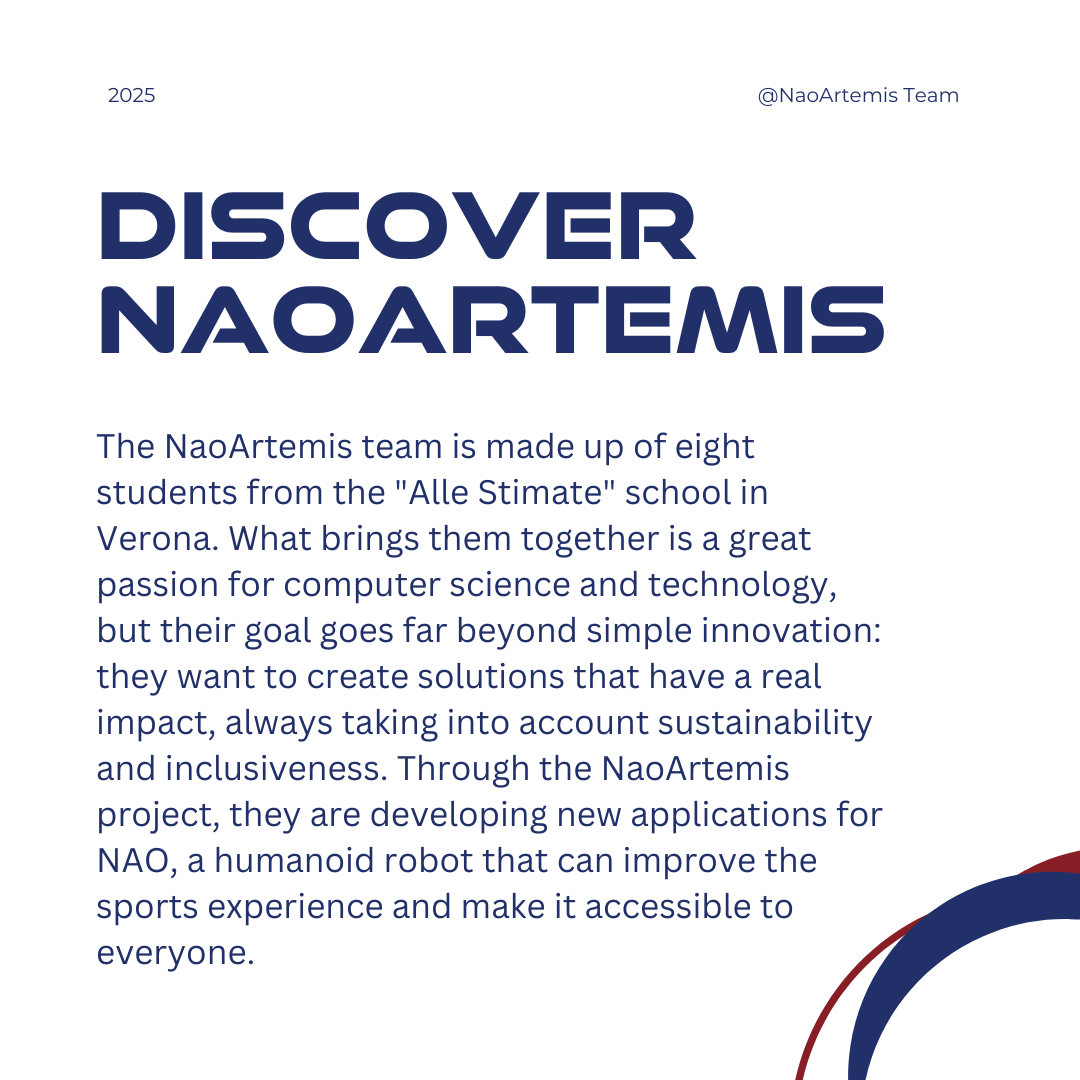 2025
@NaoArtemis Team
DISCOVER
NAOARTEMIS
The NaoArtemis team is made up of eight
students from the "Alle Stimate" school in
Verona. What brings them together is a great
passion for computer science and technology,
but their goal goes far beyond simple innovation:
they want to create solutions that have a real
impact, always taking into account sustainability
and inclusiveness. Through the NaoArtemis
project, they are developing new applications for
NAO, a humanoid robot that can improve the
sports experience and make it accessible to
everyone.